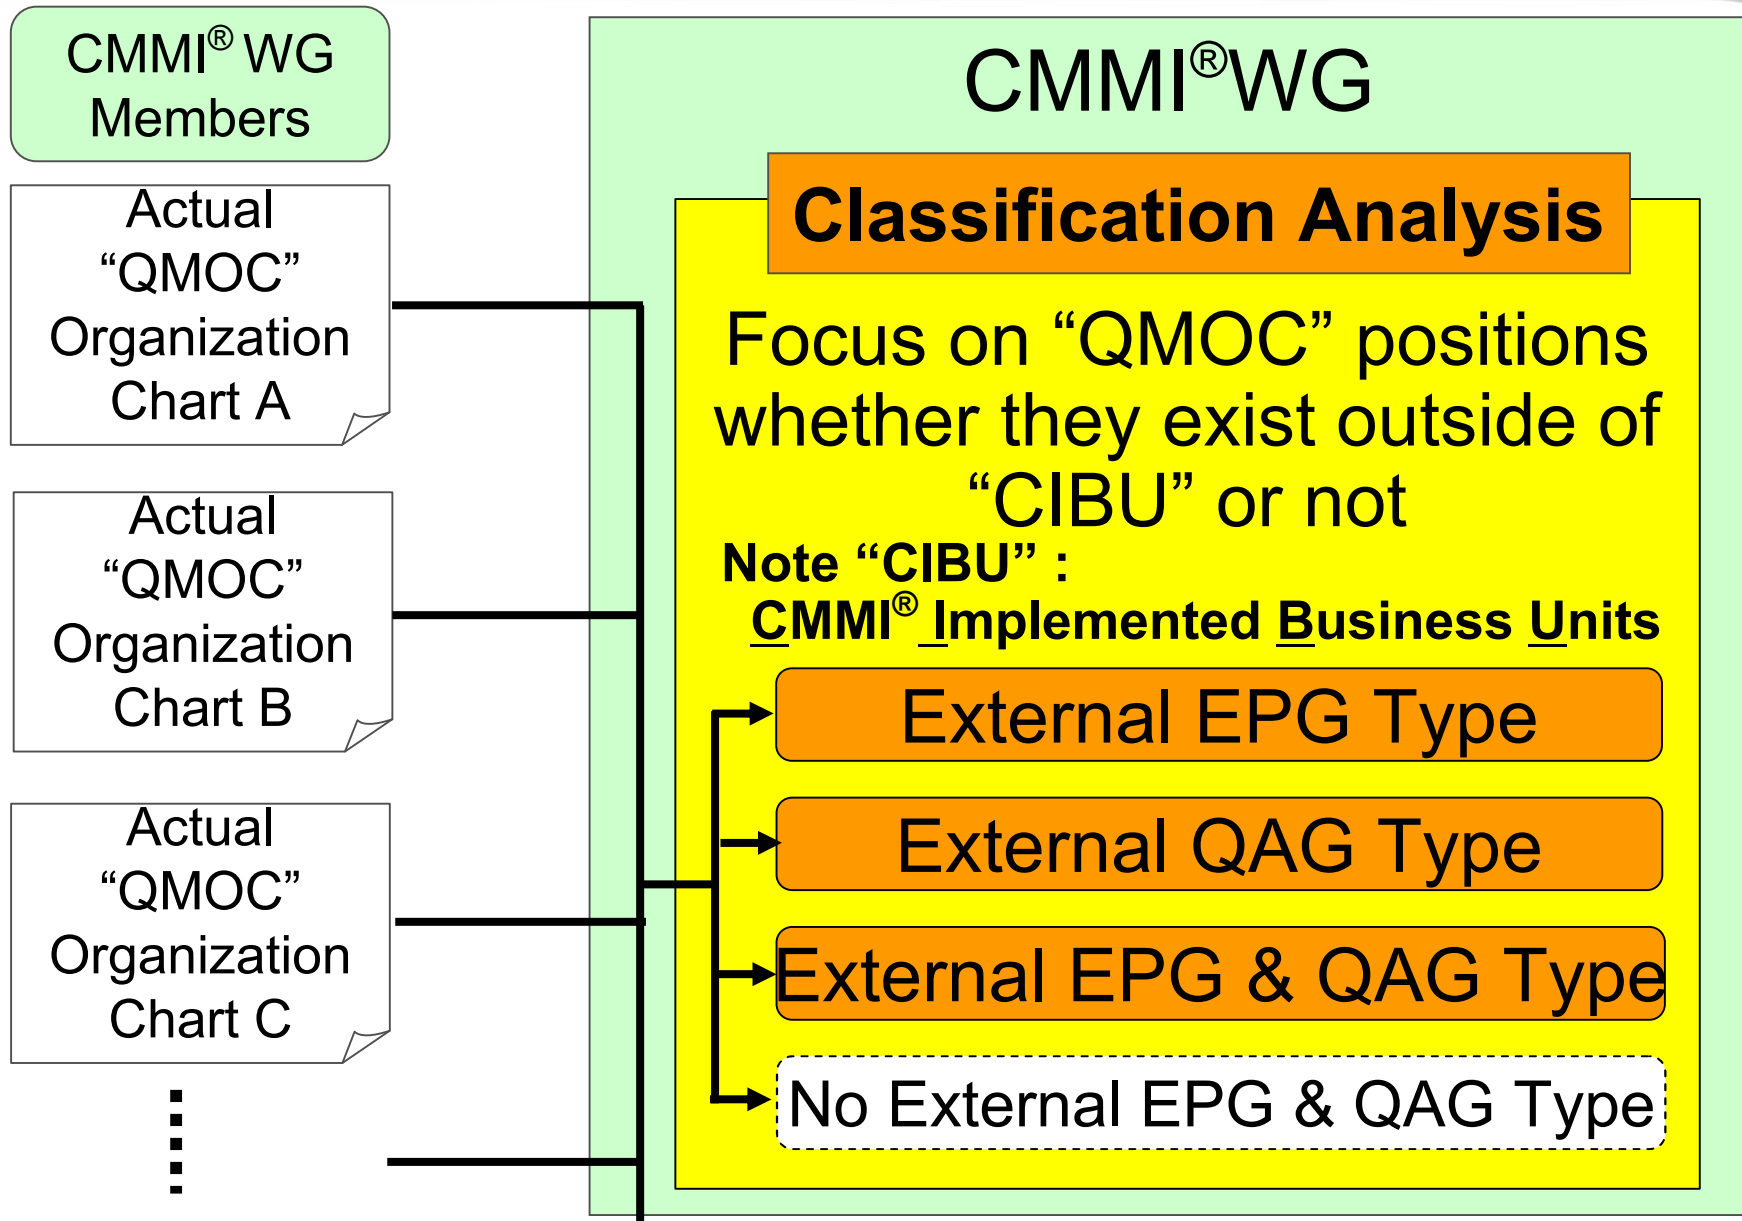 CMMI® WG
Members
Actual
“QMOC”
Organization
Chart A
Actual
“QMOC”
Organization
Chart B
Actual
“QMOC”
Organization
Chart C
CMMI®WG
Classification Analysis
Focus on “QMOC” positions
whether they exist outside of
“CIBU” or not
Note “CIBU” :
CMMI® Implemented Business Units
External EPG Type
External QAG Type
External EPG & QAG Type
No External EPG & QAG Type